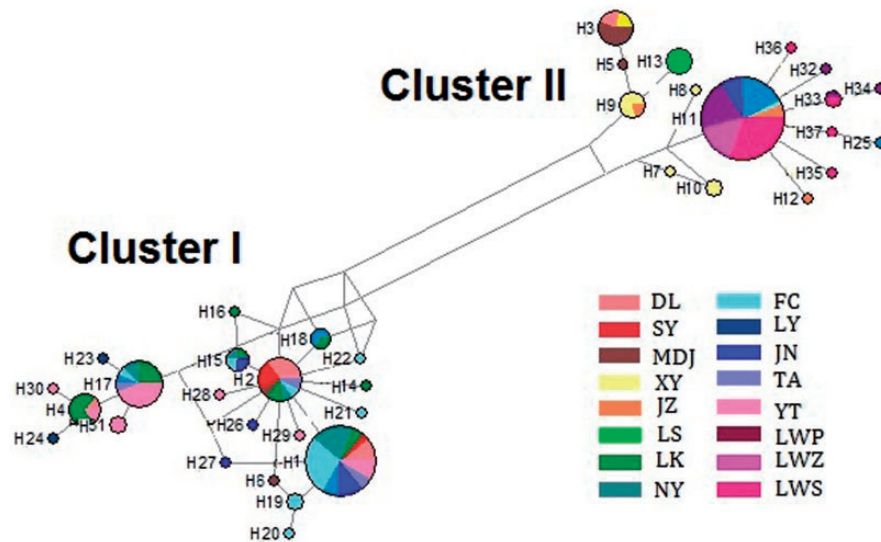 Cluster II
H3
H5
H13
H9
H8
H11
H36
H32
H34
H33
H37
H25
H35
H7
H10
H12
Cluster I
H16
H18
H15
H22
H2
H14
H23
H17
H30
H4
H24
H28
H21
H26
H29
H27
H1
H6
H19
H20
DL FC
SY LY
MDJ JN
XY TA
JZ YT
LS LWP
LK LWZ
NY LWS